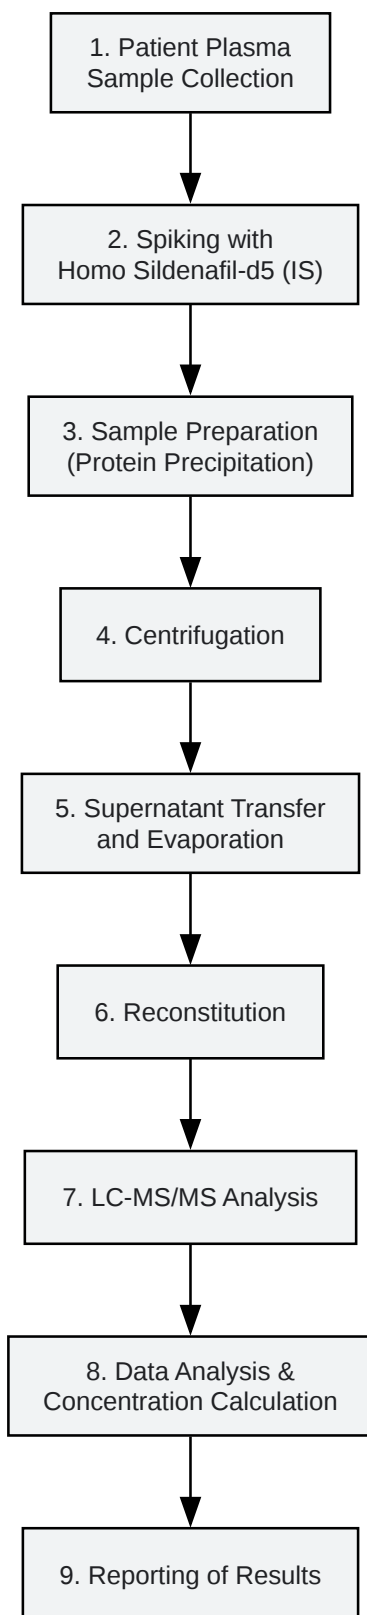 1. Patient Plasma
Sample Collection
2. Spiking with
Homo Sildenafil-d5 (IS)
3. Sample Preparation
(Protein Precipitation)
4. Centrifugation
5. Supernatant Transfer
and Evaporation
6. Reconstitution
7. LC-MS/MS Analysis
8. Data Analysis &
Concentration Calculation
9. Reporting of Results